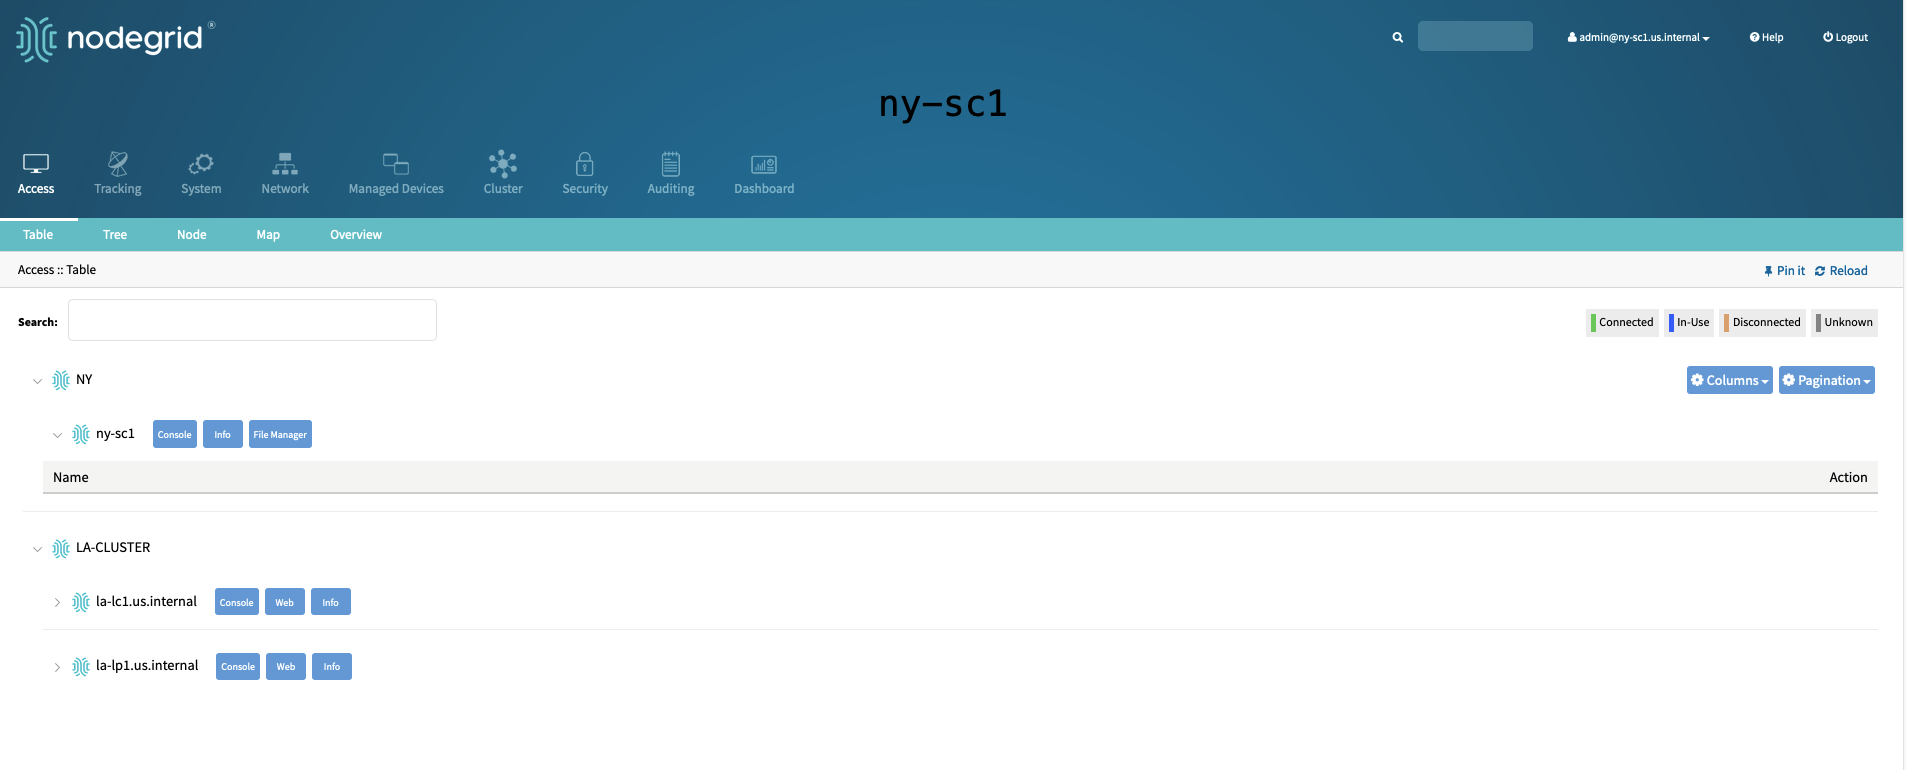 nodegrid ®
admin@ny-sc1.us.internal Help Logout
ny-sc1
Access Tracking System Network Managed Devices Cluster Security Auditing Dashboard
Table Tree Node Map Overview
Access :: Table Pin it Reload
Search: Connected In-Use Disconnected Unknown
NY Columns Pagination
ny-sc1 Console Info File Manager
Name Action
LA-CLUSTER
la-lc1.us.internal Console Web Info
la-lp1.us.internal Console Web Info